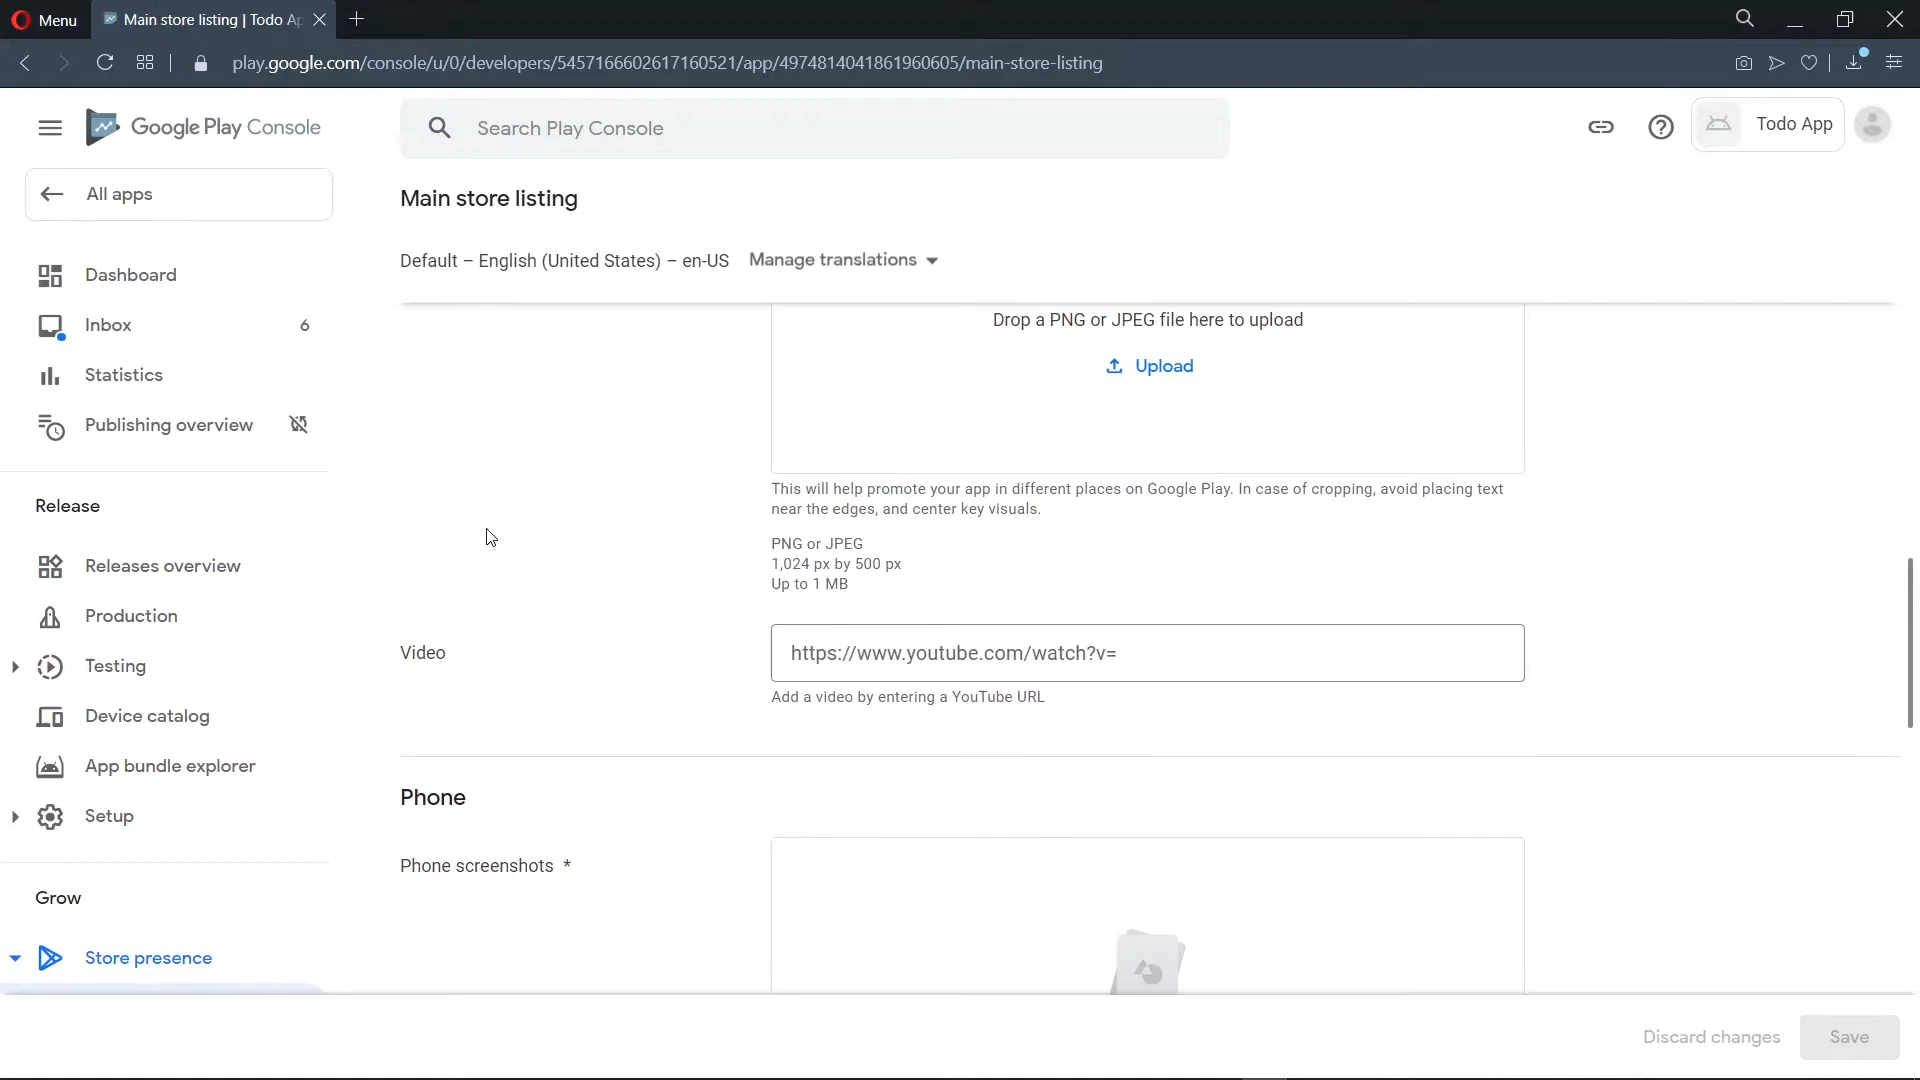 Menu
Main store listing | Todo Ap
play.google.com/console/u/0/developers/5457166602617160521/app/4974814041861960605/main-store-listing
Google Play Console
Search Play Console
Todo App
All apps
Main store listing
Default – English (United States) – en-US
Manage translations
Dashboard
Inbox
6
Statistics
Publishing overview
Release
Releases overview
Production
Testing
Device catalog
App bundle explorer
Setup
Grow
Store presence
Drop a PNG or JPEG file here to upload
Upload
This will help promote your app in different places on Google Play. In case of cropping, avoid placing text
near the edges, and center key visuals.
PNG or JPEG
1,024 px by 500 px
Up to 1 MB
Video
https://www.youtube.com/watch?v=
Add a video by entering a YouTube URL
Phone
Phone screenshots *
Discard changes
Save